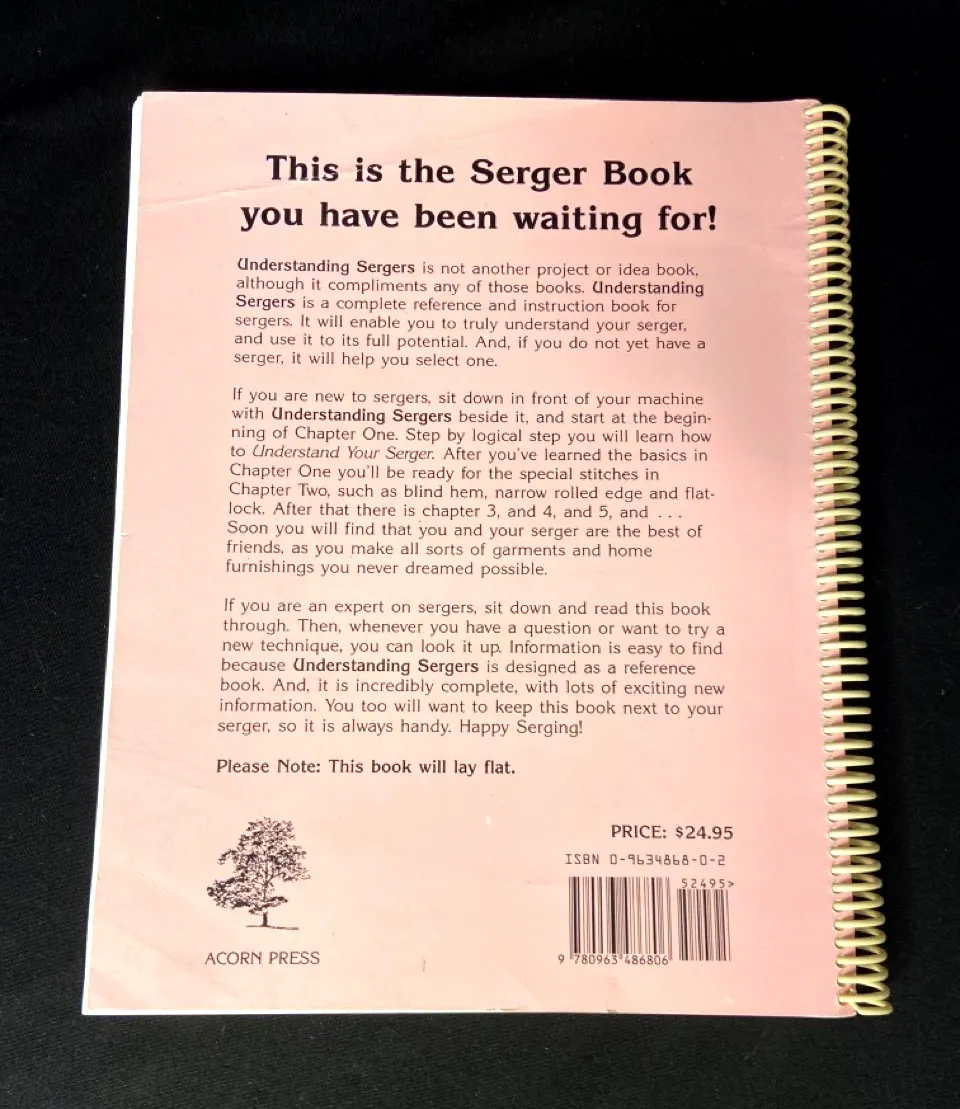 This is the Serger Book
you have been waiting for!
Understanding Sergers is not another project or idea book,
although it compliments any of those books. Understanding
Sergers is a complete reference and instruction book for
sergers. It will enable you to truly understand your serger,
and use it to its full potential. And, if you do not yet have a
serger, it will help you select one.
If you are new to sergers, sit down in front of your machine
with Understanding Sergers beside it, and start at the begin-
ning of Chapter One. Step by logical step you will learn how
to Understand Your Serger. After you've learned the basics in
Chapter One you'll be ready for the special stitches in
Chapter Two, such as blind hem, narrow rolled edge and flat-
lock. After that there is chapter 3, and 4, and 5, and . . .
Soon you will find that you and your serger are the best of
friends, as you make all sorts of garments and home
furnishings you never dreamed possible.
If you are an expert on sergers, sit down and read this book
through. Then, whenever you have a question or want to try a
new technique, you can look it up. Information is easy to find
because Understanding Sergers is designed as a reference
book. And, it is incredibly complete, with lots of exciting new
information. You too will want to keep this book next to your
serger, so it is always handy. Happy Serging!
Please Note: This book will lay flat.
PRICE: $24.95
ISBN 0-9634868-0-2
52495>
9 780963 486806
ACORN PRESS